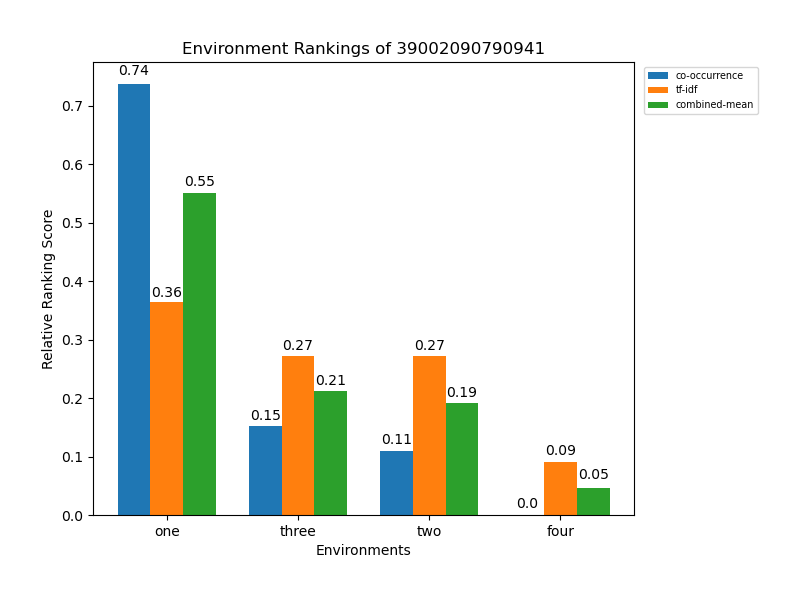 Environment Rankings of 39002090790941
co-occurrence
tf-idf
combined-mean
Relative Ranking Score
0.7
0.6
0.5
0.4
0.3
0.2
0.1
0.0
0.74
0.36
0.55
0.15
0.27
0.21
0.11
0.27
0.19
0.0
0.09
0.05
one three two four
Environments